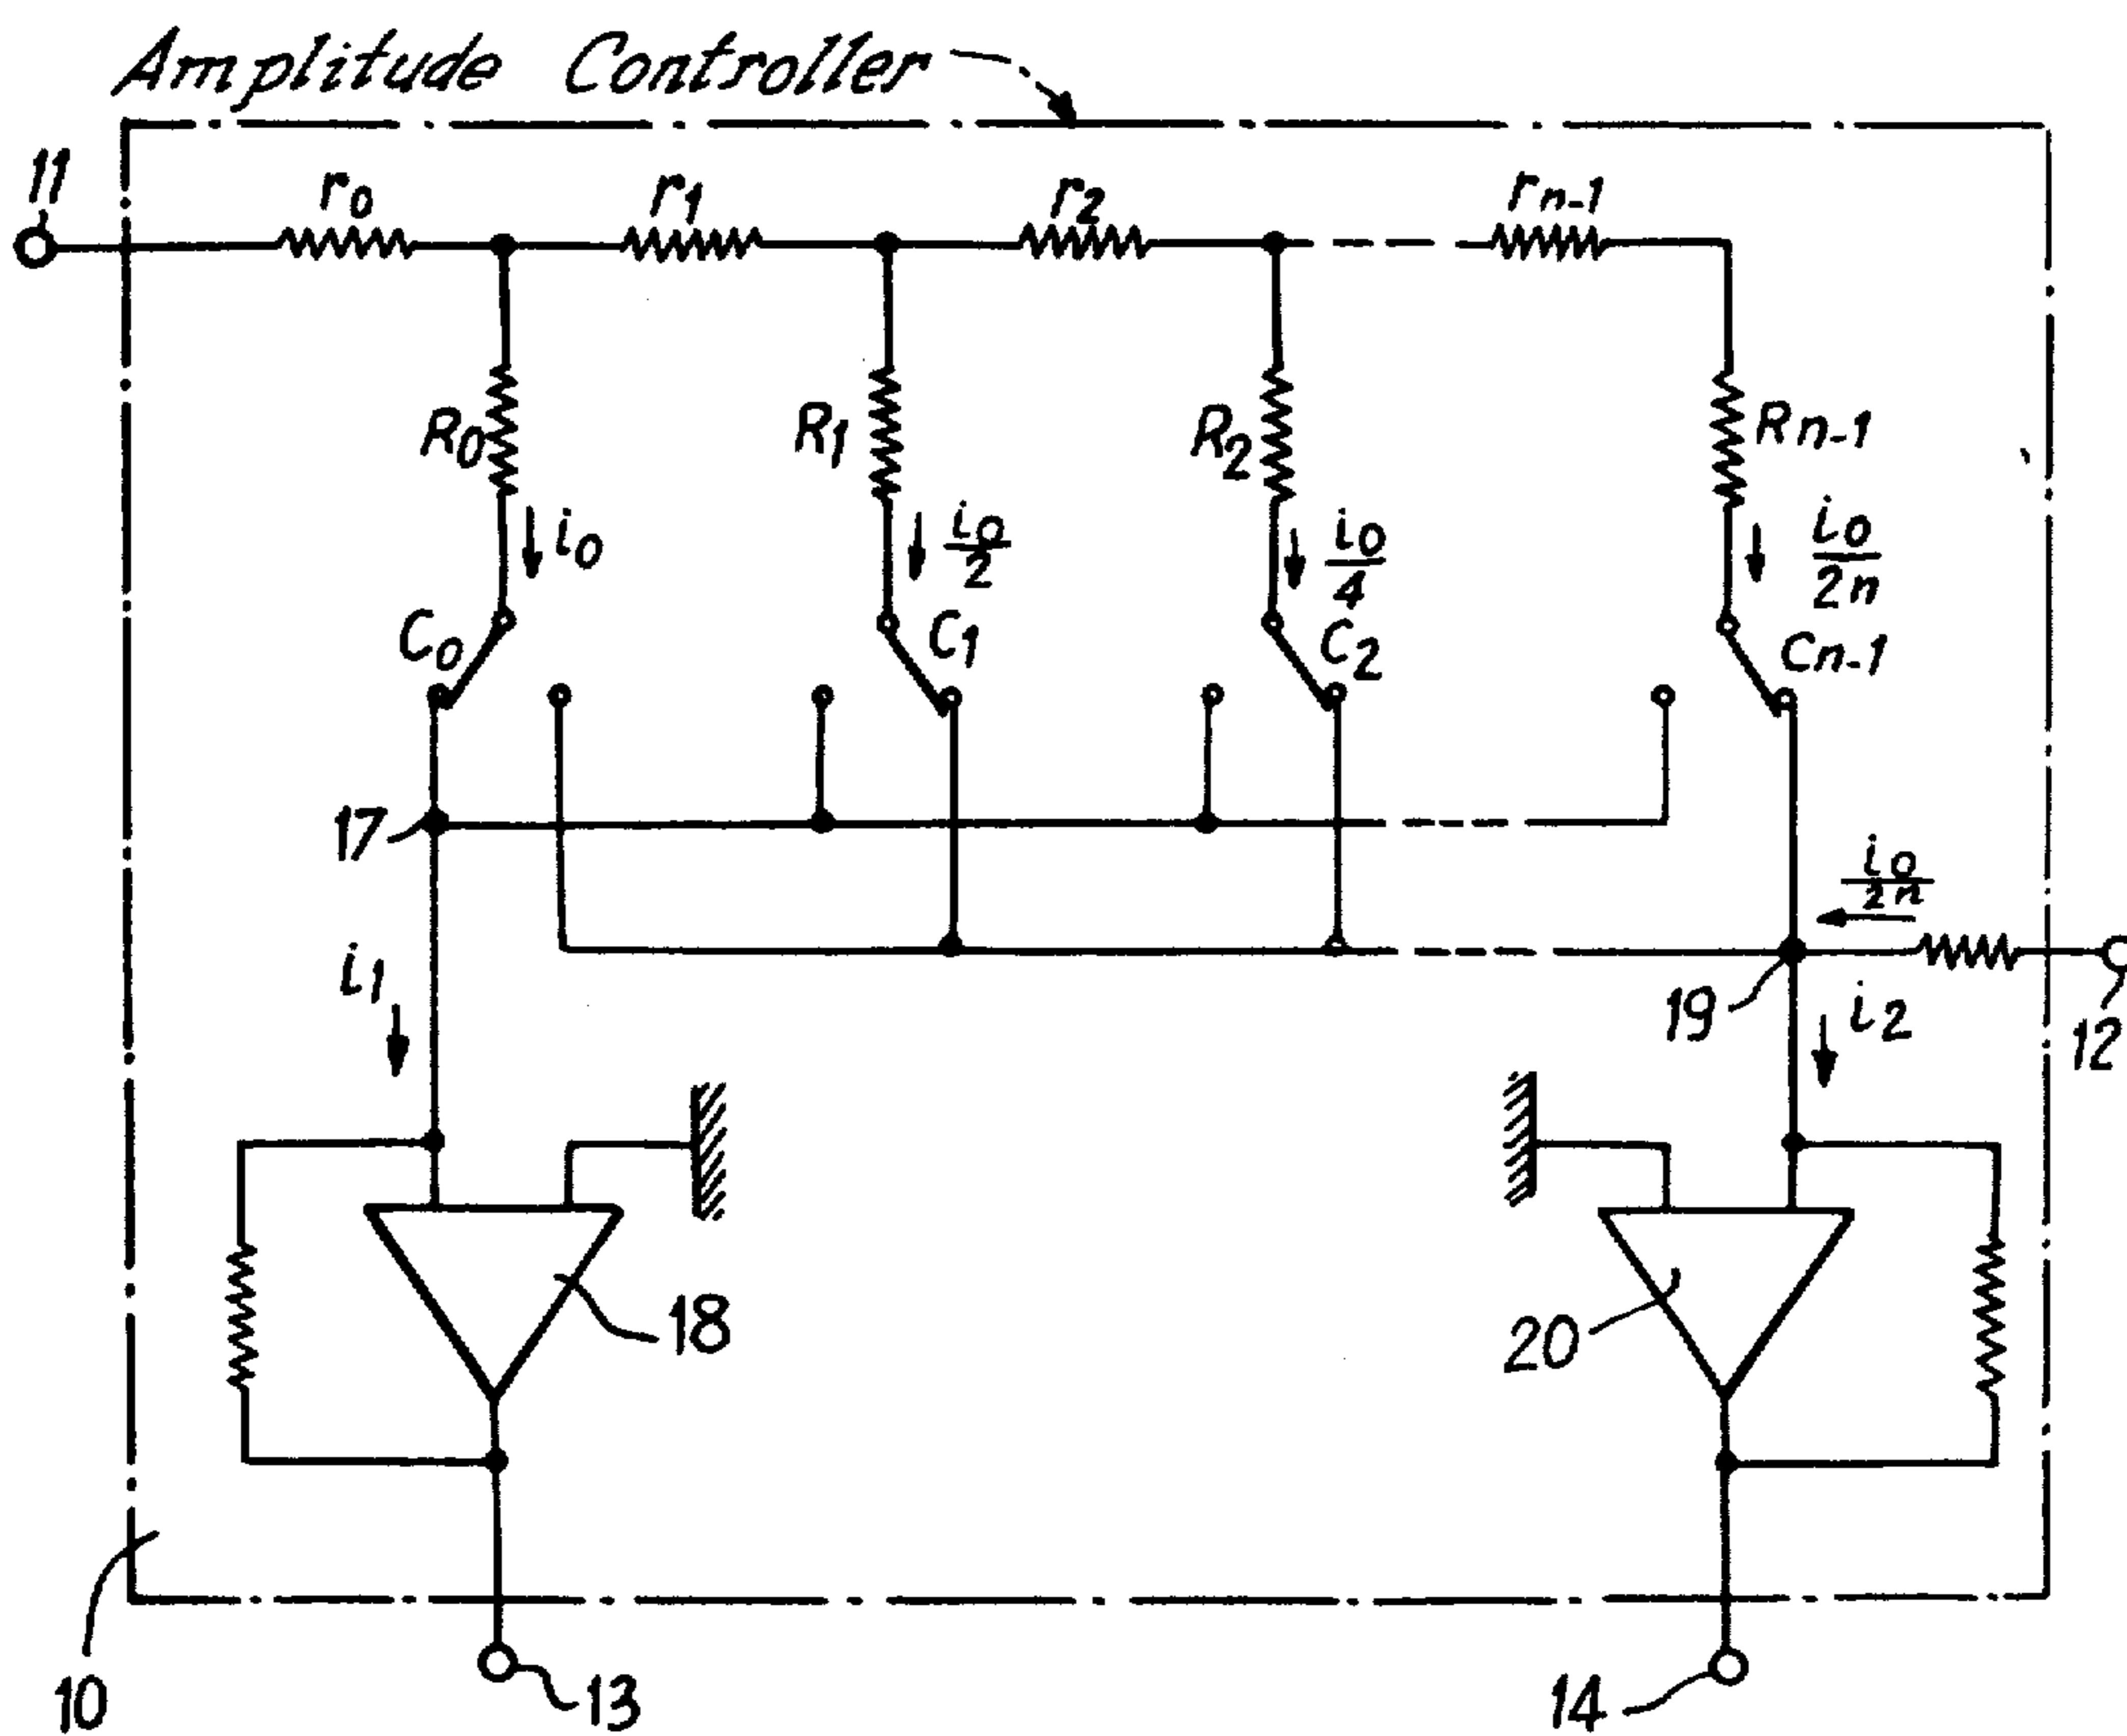 Amplitude Controller
11
r0
r1
r2
rn-1
R0
R1
R2
Rn-1
i0
i0/2
i0/4
i0/2n
C0
C1
C2
Cn-1
17
i0/2n
i1
19
i2
12
18
20
10
13
14